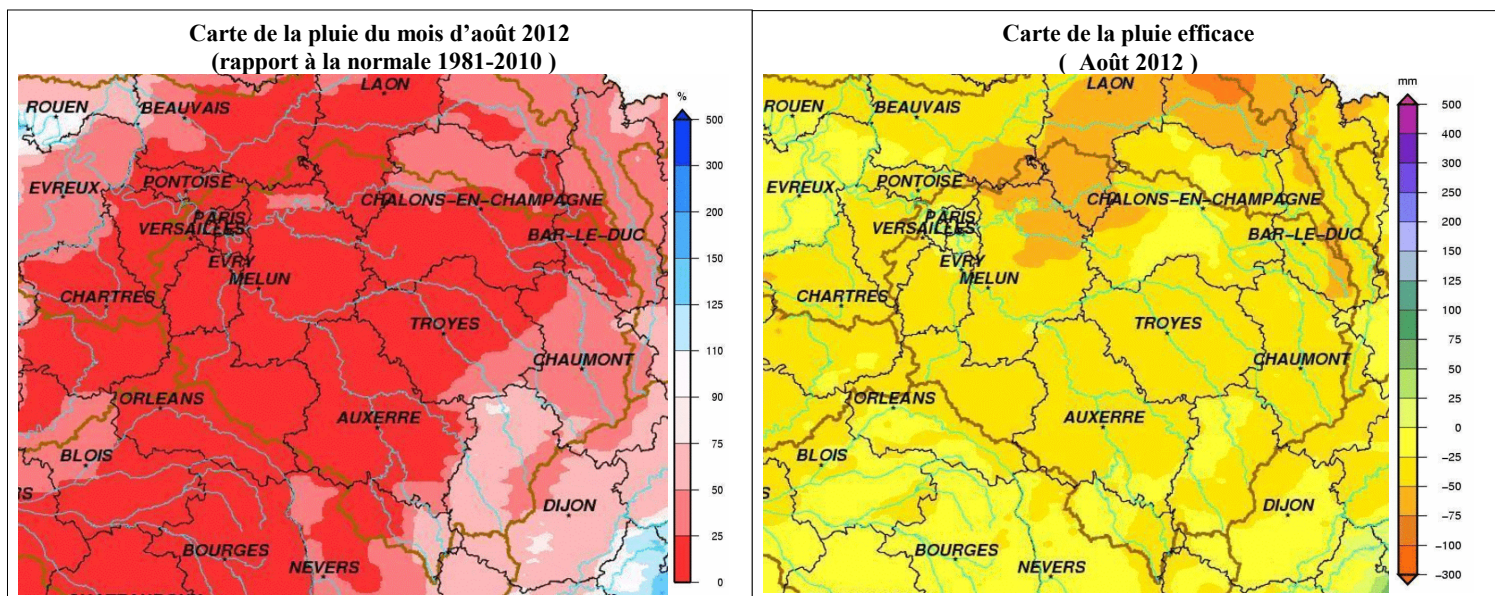 Carte de la pluie du mois d’août 2012
(rapport à la normale 1981-2010 )
LAON
ROUEN
BEAUVAIS
EVREUX
PONTOISE
CHALONS-EN-CHAMPAGNE
PARIS
VERSAILLES
BAR-LE-DUC
EVRY
MELUN
CHARTRES
TROYES
CHAUMONT
ORLEANS
AUXERRE
BLOIS
DIJON
BOURGES
NEVERS
%
500
300
200
150
125
110
90
75
50
25
0
Carte de la pluie efficace
( Août 2012 )
LAON
ROUEN
BEAUVAIS
EVREUX
PONTOISE
CHALONS-EN-CHAMPAGNE
PARIS
VERSAILLES
BAR-LE-DUC
EVRY
MELUN
CHARTRES
TROYES
CHAUMONT
ORLEANS
AUXERRE
BLOIS
DIJON
BOURGES
NEVERS
mm
500
400
300
250
200
150
125
100
75
50
25
0
−25
−50
−75
−100
−300